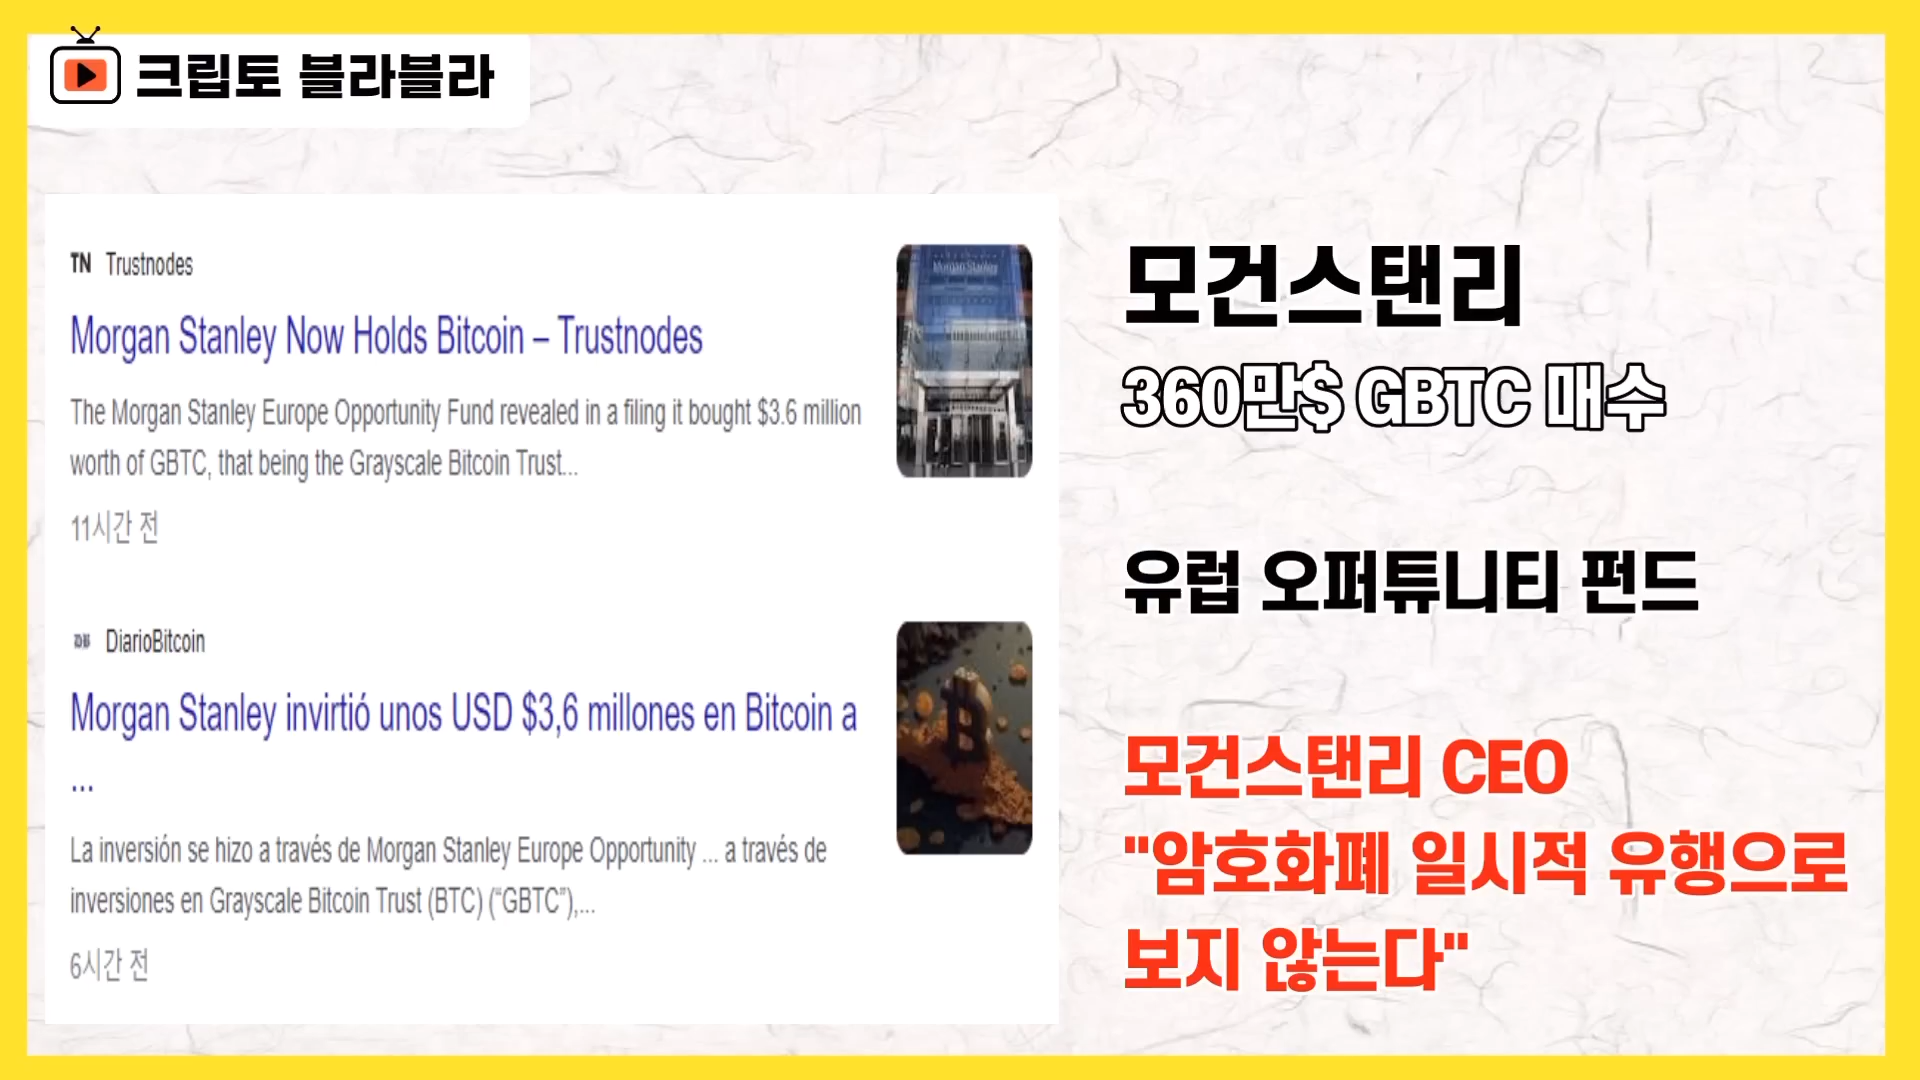 크립토 블라블라
TN Trustnodes
Morgan Stanley Now Holds Bitcoin – Trustnodes
The Morgan Stanley Europe Opportunity Fund revealed in a filing it bought $3.6 million
worth of GBTC, that being the Grayscale Bitcoin Trust...
11시간 전
DB DiarioBitcoin
Morgan Stanley invirtió unos USD $3,6 millones en Bitcoin a
...
La inversión se hizo a través de Morgan Stanley Europe Opportunity ... a través de
inversiones en Grayscale Bitcoin Trust (BTC) (“GBTC”),...
6시간 전
Morgan Stanley
모건스탠리
360만$ GBTC 매수
유럽 오퍼튜니티 펀드
모건스탠리 CEO
"암호화폐 일시적 유행으로
보지 않는다"